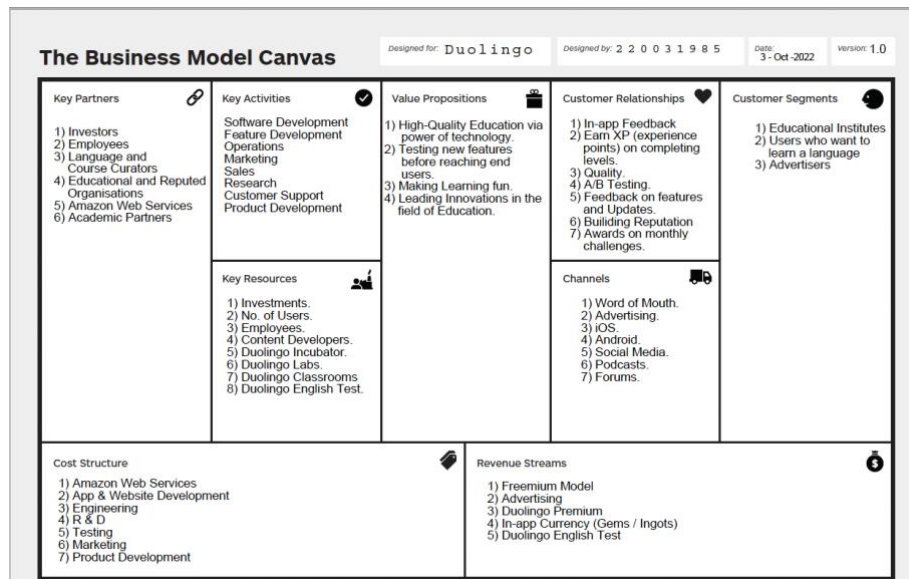 The Business Model Canvas
Designed for: Duolingo
Designed by: 2 2 0 0 3 1 9 8 5
Date:
3 - Oct -2022
Version: 1.0
Key Partners
1) Investors
2) Employees
3) Language and
Course Curators
4) Educational and Reputed
Organisations
5) Amazon Web Services
6) Academic Partners
Key Activities
Software Development
Feature Development
Operations
Marketing
Sales
Research
Customer Support
Product Development
Key Resources
1) Investments.
2) No. of Users.
3) Employees.
4) Content Developers.
5) Duolingo Incubator.
6) Duolingo Labs.
7) Duolingo Classrooms
8) Duolingo English Test.
Value Propositions
1) High-Quality Education via
power of technology.
2) Testing new features
before reaching end
users.
3) Making Learning fun.
4) Leading Innovations in the
field of Education.
Customer Relationships
1) In-app Feedback
2) Earn XP (experience
points) on completing
levels.
3) Quality.
4) A/B Testing.
5) Feedback on features
and Updates.
6) Builiding Reputation
7) Awards on monthly
challenges.
Channels
1) Word of Mouth.
2) Advertising.
3) iOS.
4) Android.
5) Social Media.
6) Podcasts.
7) Forums.
Customer Segments
1) Educational Institutes
2) Users who want to
learn a language
3) Advertisers
Cost Structure
1) Amazon Web Services
2) App & Website Development
3) Engineering
4) R & D
5) Testing
6) Marketing
7) Product Development
Revenue Streams
1) Freemium Model
2) Advertising
3) Duolingo Premium
4) In-app Currency (Gems / Ingots)
5) Duolingo English Test